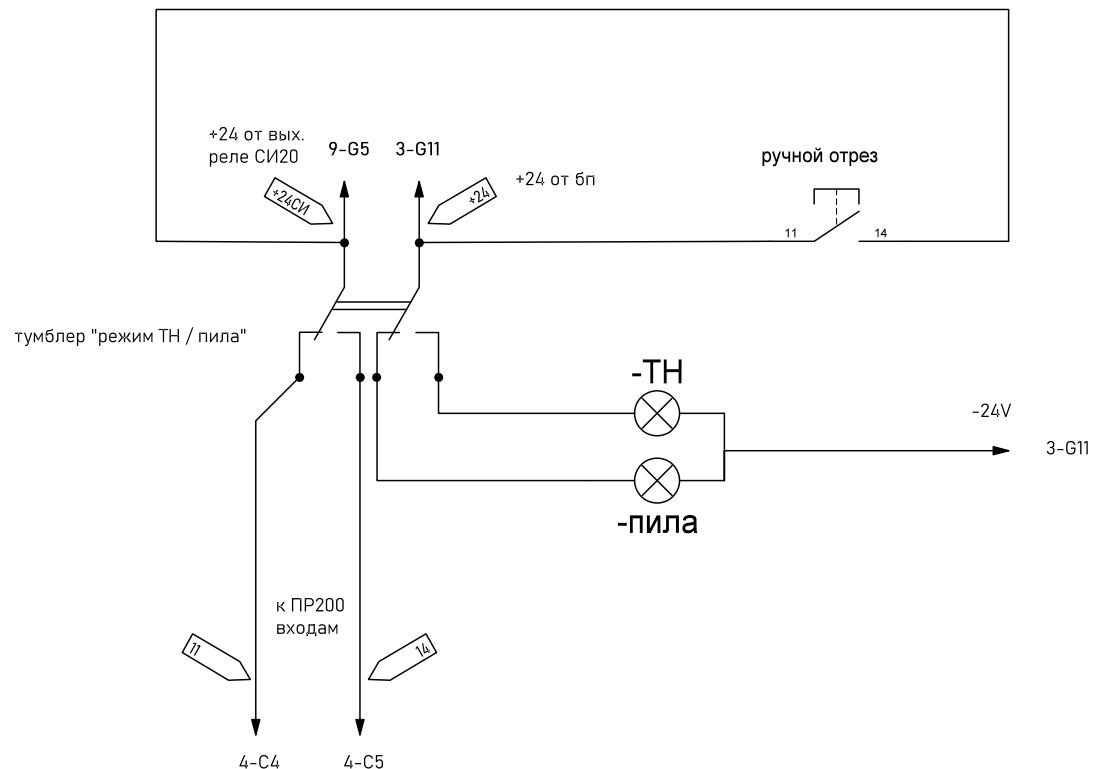 +24 от вых.
реле СИ20
9-G5
3-G11
+24СИ
+24
+24 от бп
ручной отрез
11
14
тумблер "режим ТН / пила"
-ТН
-24V
3-G11
-пила
к ПР200
входам
11
14
4-C4
4-C5